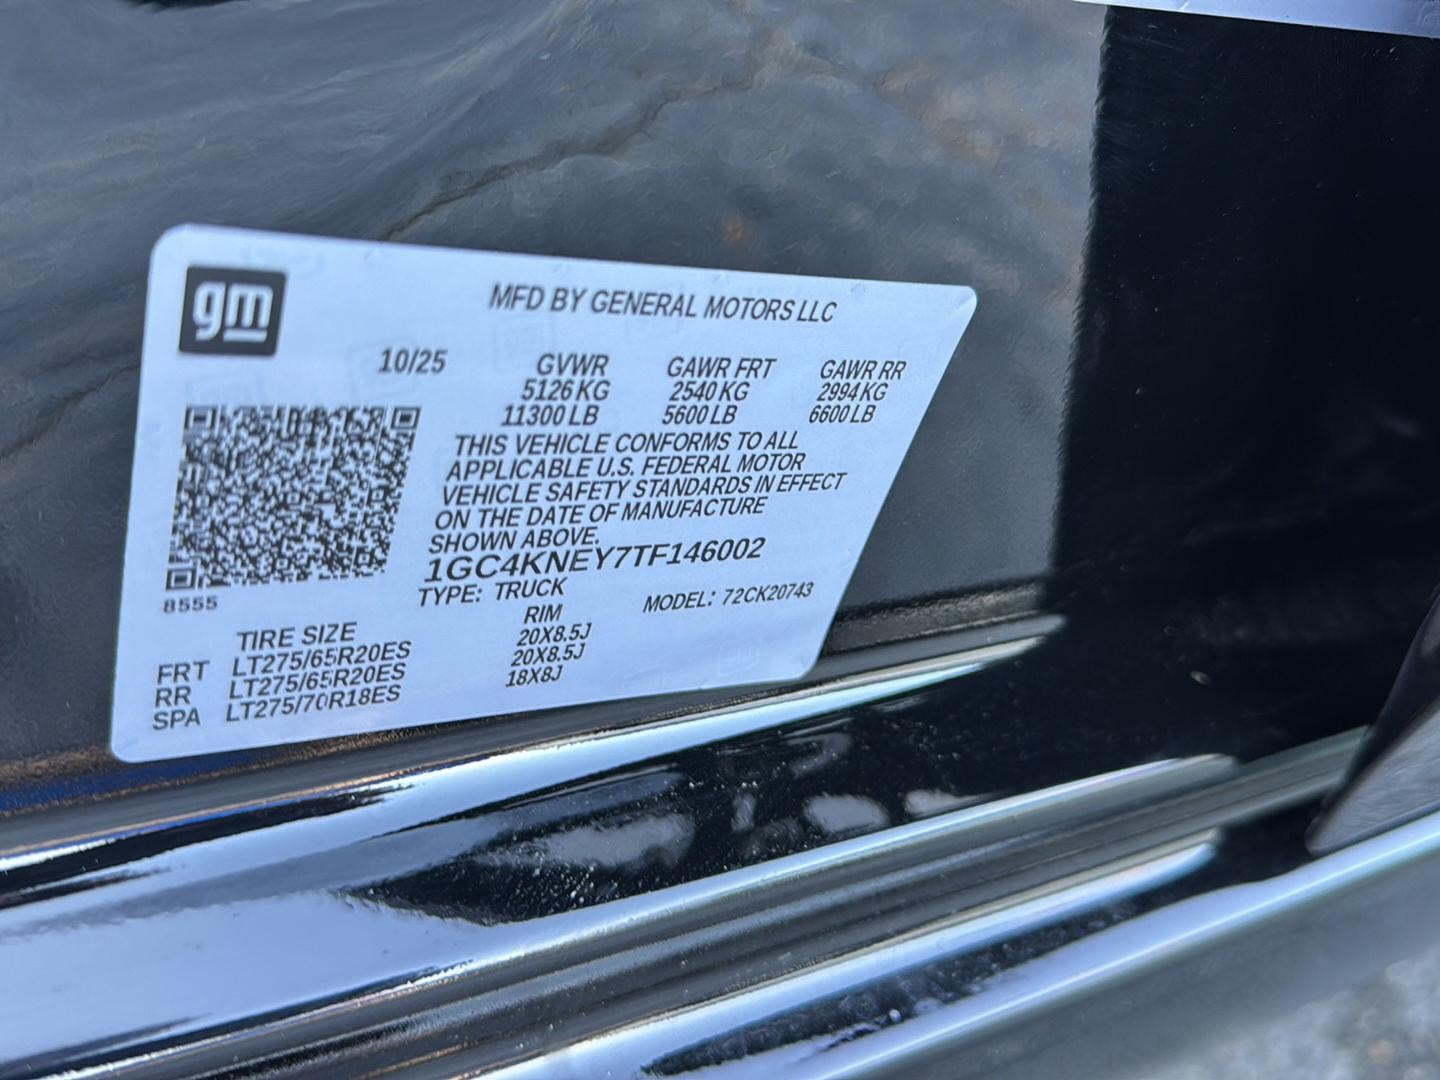 gm
MFD BY GENERAL MOTORS LLC
10/25 GVWR GAWR FRT GAWR RR
5126 KG 2540 KG 2994 KG
11300 LB 5600 LB 6600 LB
THIS VEHICLE CONFORMS TO ALL
APPLICABLE U.S. FEDERAL MOTOR
VEHICLE SAFETY STANDARDS IN EFFECT
ON THE DATE OF MANUFACTURE
SHOWN ABOVE.
1GC4KNEY7TF146002
8555
TYPE: TRUCK MODEL: 72CK20743
TIRE SIZE RIM
FRT LT275/65R20ES 20X8.5J
RR LT275/65R20ES 20X8.5J
SPA LT275/70R18ES 18X8J